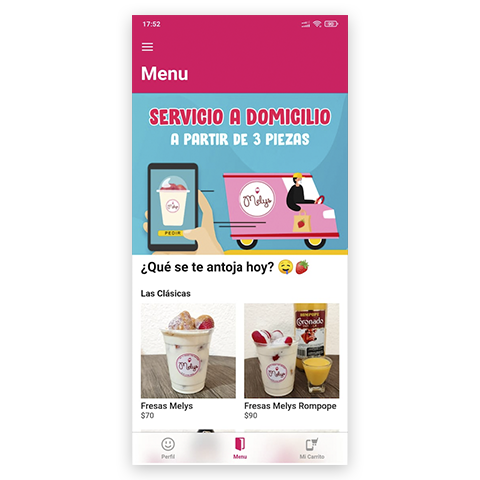 17:52
Menu
SERVICIO A DOMICILIO
A PARTIR DE 3 PIEZAS
Melys
PEDIR
¿Qué se te antoja hoy? 🤤🍓
Las Clásicas
Melys
Melys
Coronado
Fresas Melys
$70
Fresas Melys Rompope
$90
Perfil
Menu
Mi Carrito